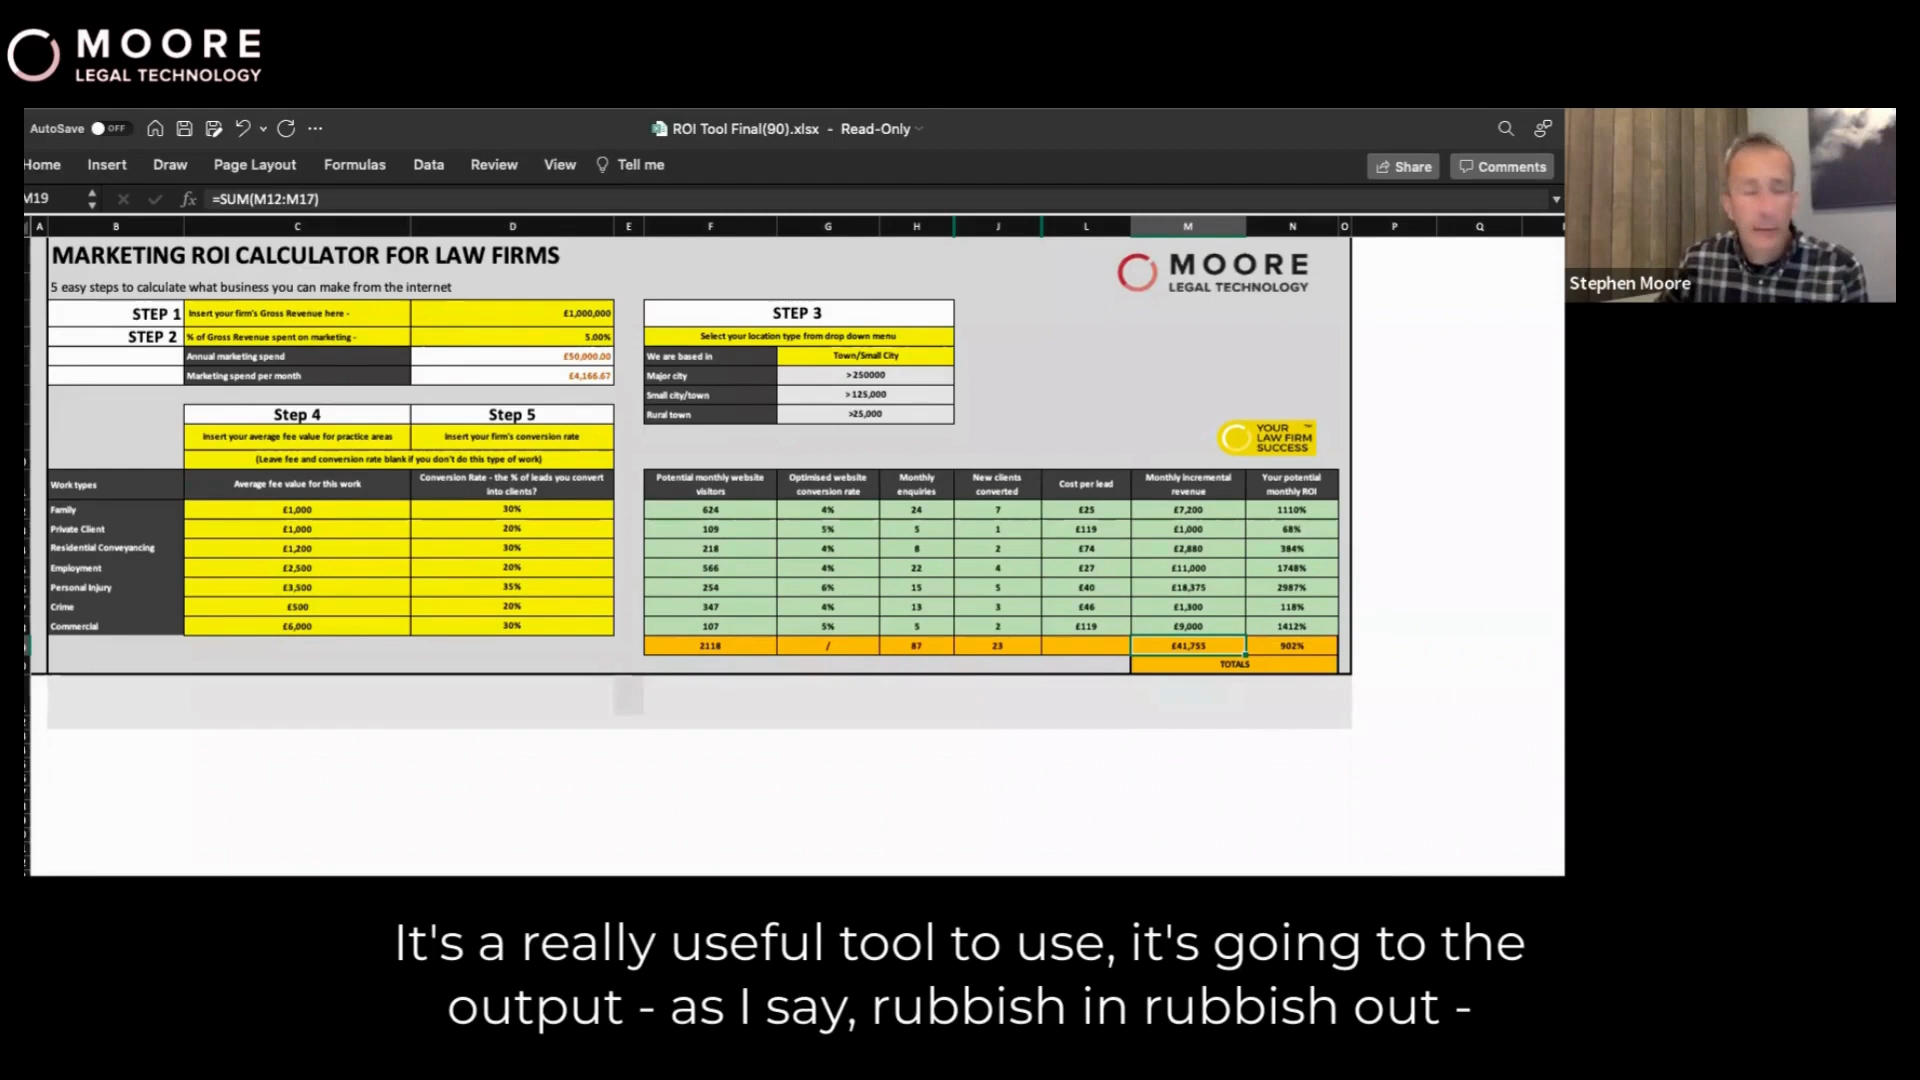 MOORE
LEGAL TECHNOLOGY
AutoSave OFF
ROI Tool Final(90).xlsx - Read-Only
Home Insert Draw Page Layout Formulas Data Review View Tell me
Share Comments
M19 fx =SUM(M12:M17)
A B C D E F G H J L M N O P Q
MARKETING ROI CALCULATOR FOR LAW FIRMS
5 easy steps to calculate what business you can make from the internet
MOORE
LEGAL TECHNOLOGY
STEP 1 Insert your firm's Gross Revenue here - £1,000,000
STEP 2 % of Gross Revenue spent on marketing - 5.00%
Annual marketing spend £50,000.00
Marketing spend per month £4,166.67
STEP 3
Select your location type from drop down menu
We are based in Town/Small City
Major city >250000
Small city/town >125,000
Rural town >25,000
Step 4 Step 5
Insert your average fee value for practice areas Insert your firm's conversion rate
(Leave fee and conversion rate blank if you don't do this type of work)
YOUR ™
LAW FIRM
SUCCESS
Work types Average fee value for this work Conversion Rate - the % of leads you convert
into clients?
Potential monthly website
visitors
Optimised website
conversion rate
Monthly
enquiries
New clients
converted
Cost per lead
Monthly incremental
revenue
Your potential
monthly ROI
Family £1,000 30% 624 4% 24 7 £25 £7,200 1110%
Private Client £1,000 20% 109 5% 5 1 £119 £1,000 68%
Residential Conveyancing £1,200 30% 218 4% 8 2 £74 £2,880 384%
Employment £2,500 20% 566 4% 22 4 £27 £11,000 1748%
Personal Injury £3,500 35% 254 6% 15 5 £40 £18,375 2987%
Crime £500 20% 347 4% 13 3 £46 £1,300 118%
Commercial £6,000 30% 107 5% 5 2 £119 £9,000 1412%
2118 / 87 23 £41,755 902%
TOTALS
Stephen Moore
It's a really useful tool to use, it's going to the
output - as I say, rubbish in rubbish out -